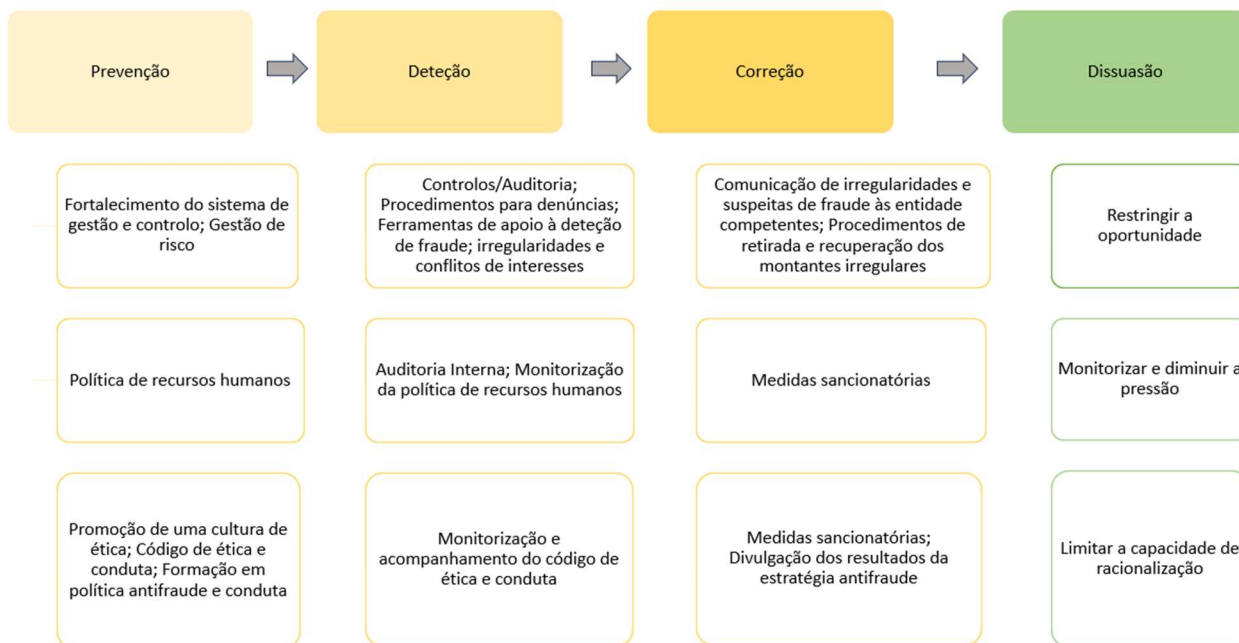 Prevenção
Deteção
Correção
Dissuasão
Fortalecimento do sistema de
gestão e controlo; Gestão de
risco
Controlos/Auditoria;
Procedimentos para denúncias;
Ferramentas de apoio à deteção
de fraude; irregularidades e
conflitos de interesses
Comunicação de irregularidades e
suspeitas de fraude às entidade
competentes; Procedimentos de
retirada e recuperação dos
montantes irregulares
Restringir a
oportunidade
Política de recursos humanos
Auditoria Interna; Monitorização
da política de recursos humanos
Medidas sancionatórias
Monitorizar e diminuir a
pressão
Promoção de uma cultura de
ética; Código de ética e
conduta; Formação em
política antifraude e conduta
Monitorização e
acompanhamento do código de
ética e conduta
Medidas sancionatórias;
Divulgação dos resultados da
estratégia antifraude
Limitar a capacidade de
racionalização